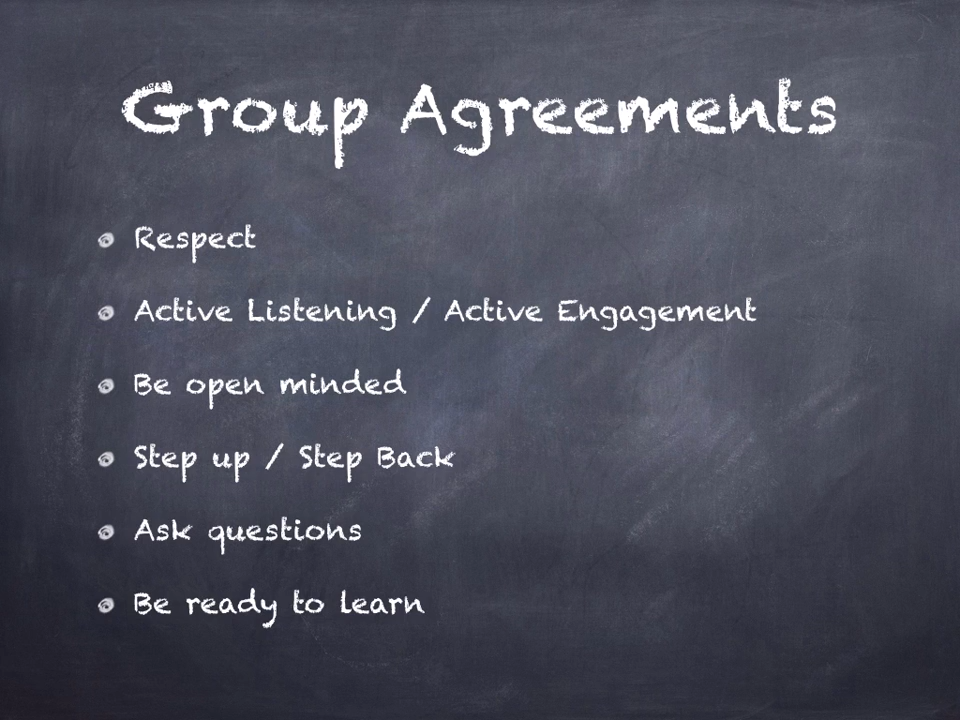 Group Agreements
Respect
Active Listening / Active Engagement
Be open minded
Step up / Step Back
Ask questions
Be ready to learn